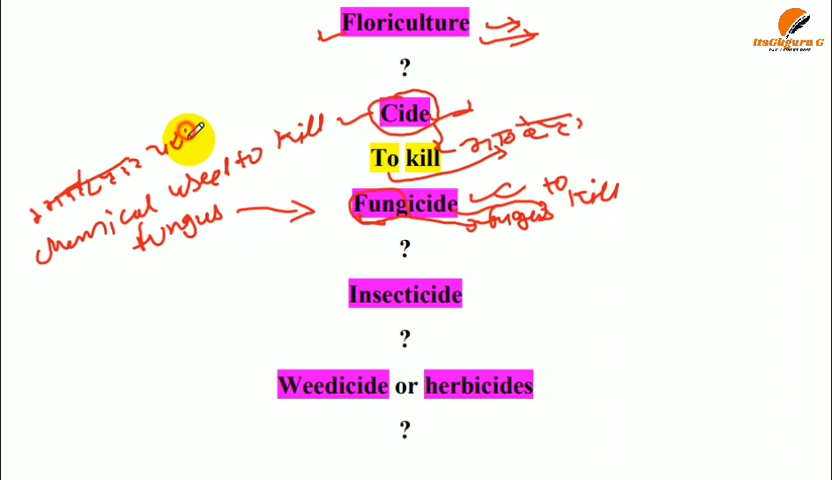 Floriculture
?
Cide
To kill
chemical used to kill
fungus
Fungicide
to kill
fungus
?
Insecticide
?
Weedicide or herbicides
?